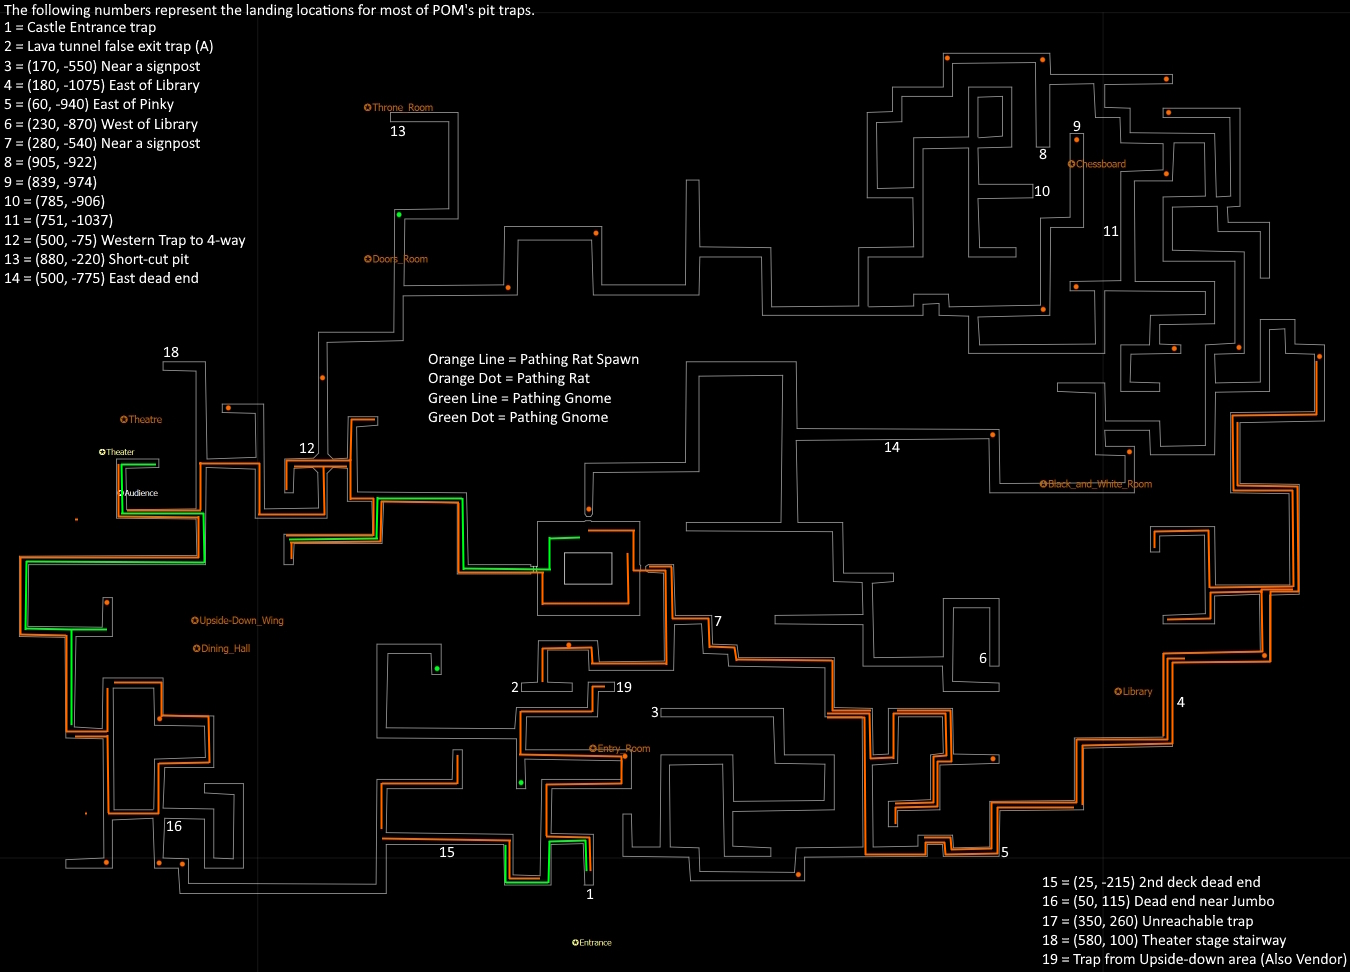 The following numbers represent the landing locations for most of POM's pit traps.
1 = Castle Entrance trap
2 = Lava tunnel false exit trap (A)
3 = (170, -550) Near a signpost
4 = (180, -1075) East of Library
5 = (60, -940) East of Pinky
6 = (230, -870) West of Library
7 = (280, -540) Near a signpost
8 = (905, -922)
9 = (839, -974)
10 = (785, -906)
11 = (751, -1037)
12 = (500, -75) Western Trap to 4-way
13 = (880, -220) Short-cut pit
14 = (500, -775) East dead end
Throne_Room
13
9
8
Chessboard
10
11
Doors_Room
18
Orange Line = Pathing Rat Spawn
Orange Dot = Pathing Rat
Green Line = Pathing Gnome
Green Dot = Pathing Gnome
Theatre
Theater
12
14
Audience
Black_and_White_Room
Upside-Down_Wing
7
Dining_Hall
6
2
19
Library
3
4
Entry_Room
16
15
5
1
Entrance
15 = (25, -215) 2nd deck dead end
16 = (50, 115) Dead end near Jumbo
17 = (350, 260) Unreachable trap
18 = (580, 100) Theater stage stairway
19 = Trap from Upside-down area (Also Vendor)